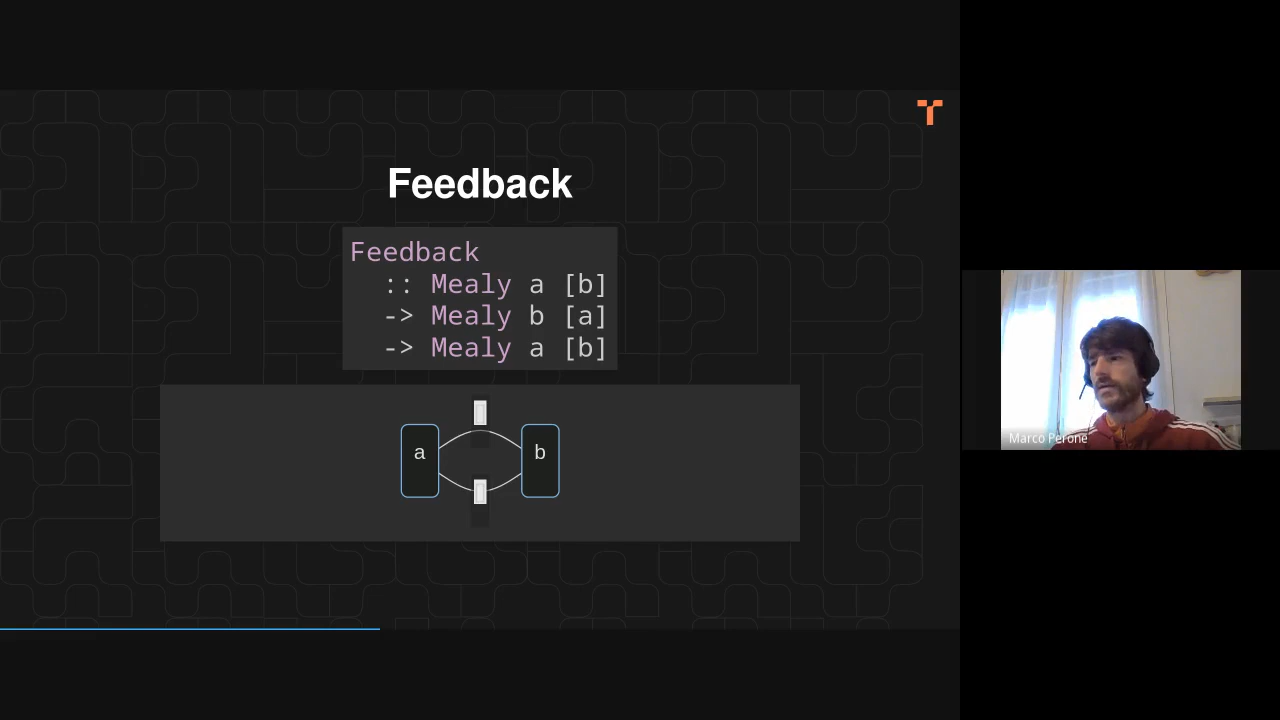 Feedback
Feedback
:: Mealy a [b]
-> Mealy b [a]
-> Mealy a [b]
a
b
Marco Perone